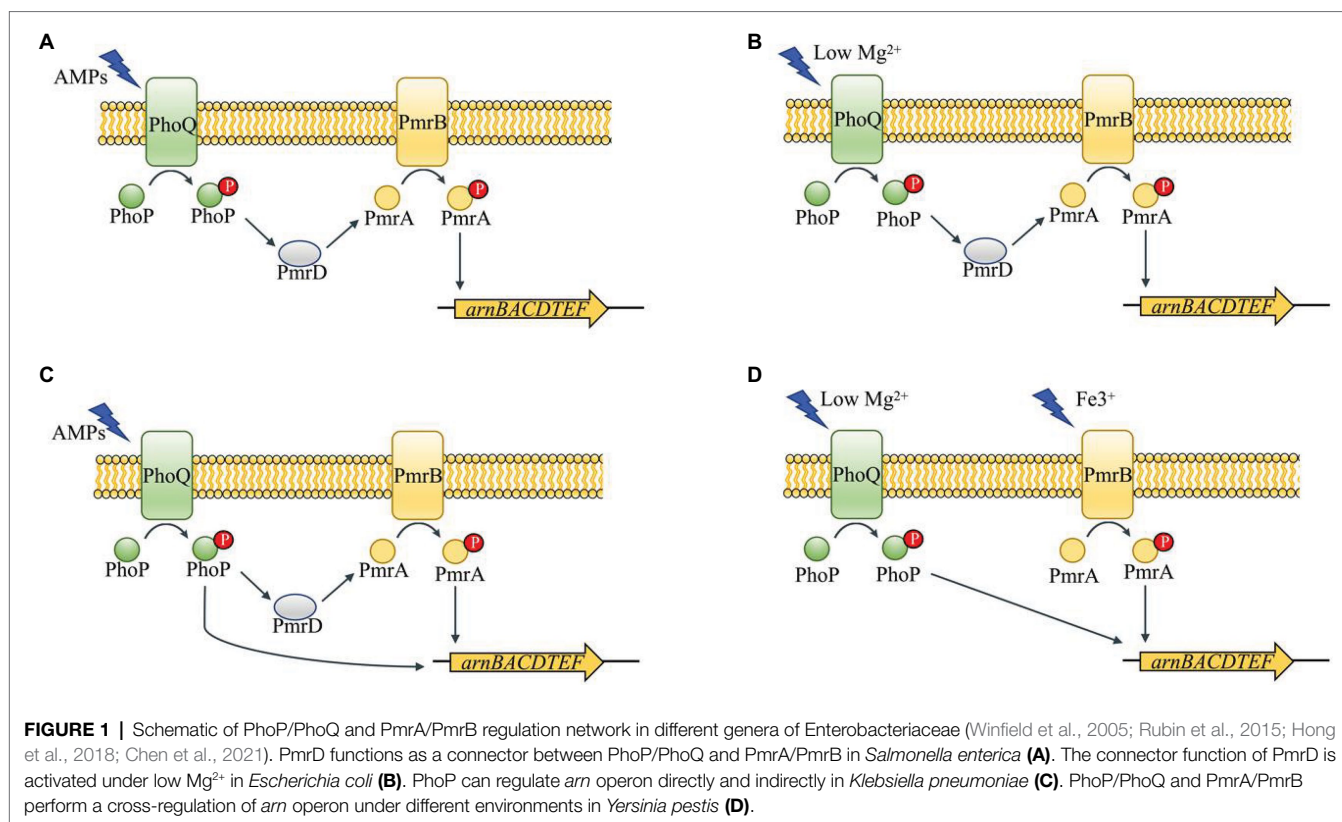 A
AMPs
PhoQ
PmrB
P
P
PhoP
PhoP
PmrA
PmrA
PmrD
arnBACDTEF
B
Low Mg²⁺
PhoQ
PmrB
P
P
PhoP
PhoP
PmrA
PmrA
PmrD
arnBACDTEF
C
AMPs
PhoQ
PmrB
P
P
PhoP
PhoP
PmrA
PmrA
PmrD
arnBACDTEF
D
Low Mg²⁺
Fe3⁺
PhoQ
PmrB
P
P
PhoP
PhoP
PmrA
PmrA
arnBACDTEF
FIGURE 1 | Schematic of PhoP/PhoQ and PmrA/PmrB regulation network in different genera of Enterobacteriaceae (Winfield et al., 2005; Rubin et al., 2015; Hong
et al., 2018; Chen et al., 2021). PmrD functions as a connector between PhoP/PhoQ and PmrA/PmrB in Salmonella enterica (A). The connector function of PmrD is
activated under low Mg²⁺ in Escherichia coli (B). PhoP can regulate arn operon directly and indirectly in Klebsiella pneumoniae (C). PhoP/PhoQ and PmrA/PmrB
perform a cross-regulation of arn operon under different environments in Yersinia pestis (D).